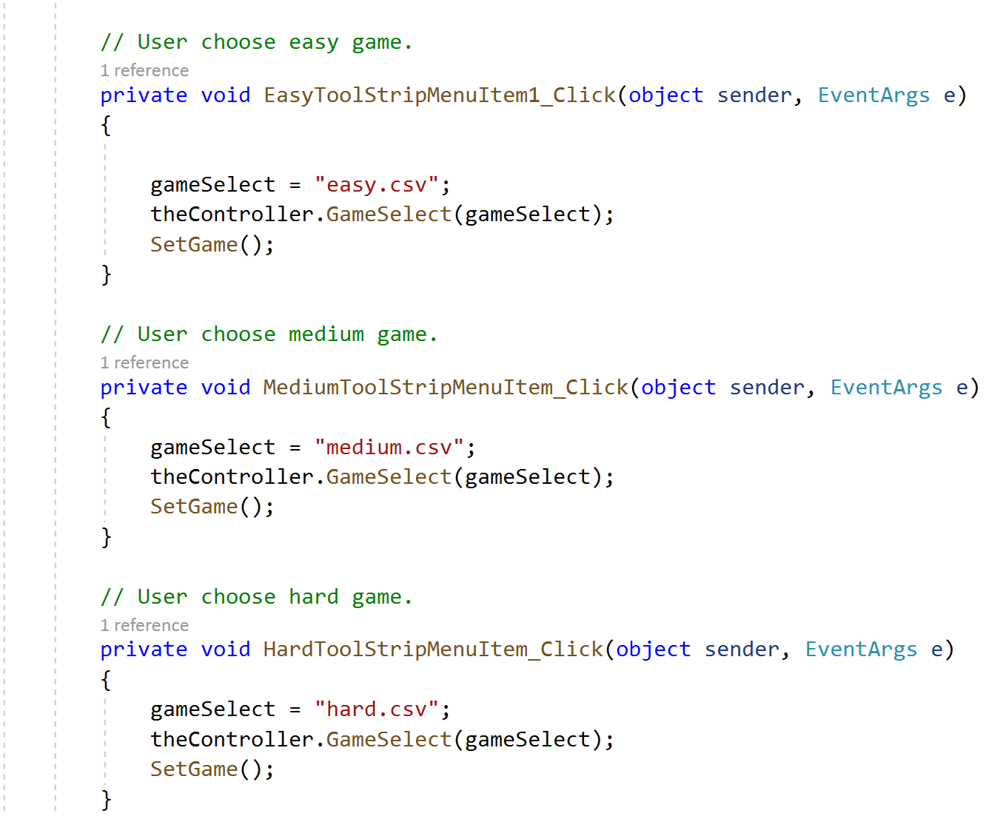 // User choose easy game.
1 reference
private void EasyToolStripMenuItem1_Click(object sender, EventArgs e)
{
gameSelect = "easy.csv";
theController.GameSelect(gameSelect);
SetGame();
}
// User choose medium game.
1 reference
private void MediumToolStripMenuItem_Click(object sender, EventArgs e)
{
gameSelect = "medium.csv";
theController.GameSelect(gameSelect);
SetGame();
}
// User choose hard game.
1 reference
private void HardToolStripMenuItem_Click(object sender, EventArgs e)
{
gameSelect = "hard.csv";
theController.GameSelect(gameSelect);
SetGame();
}